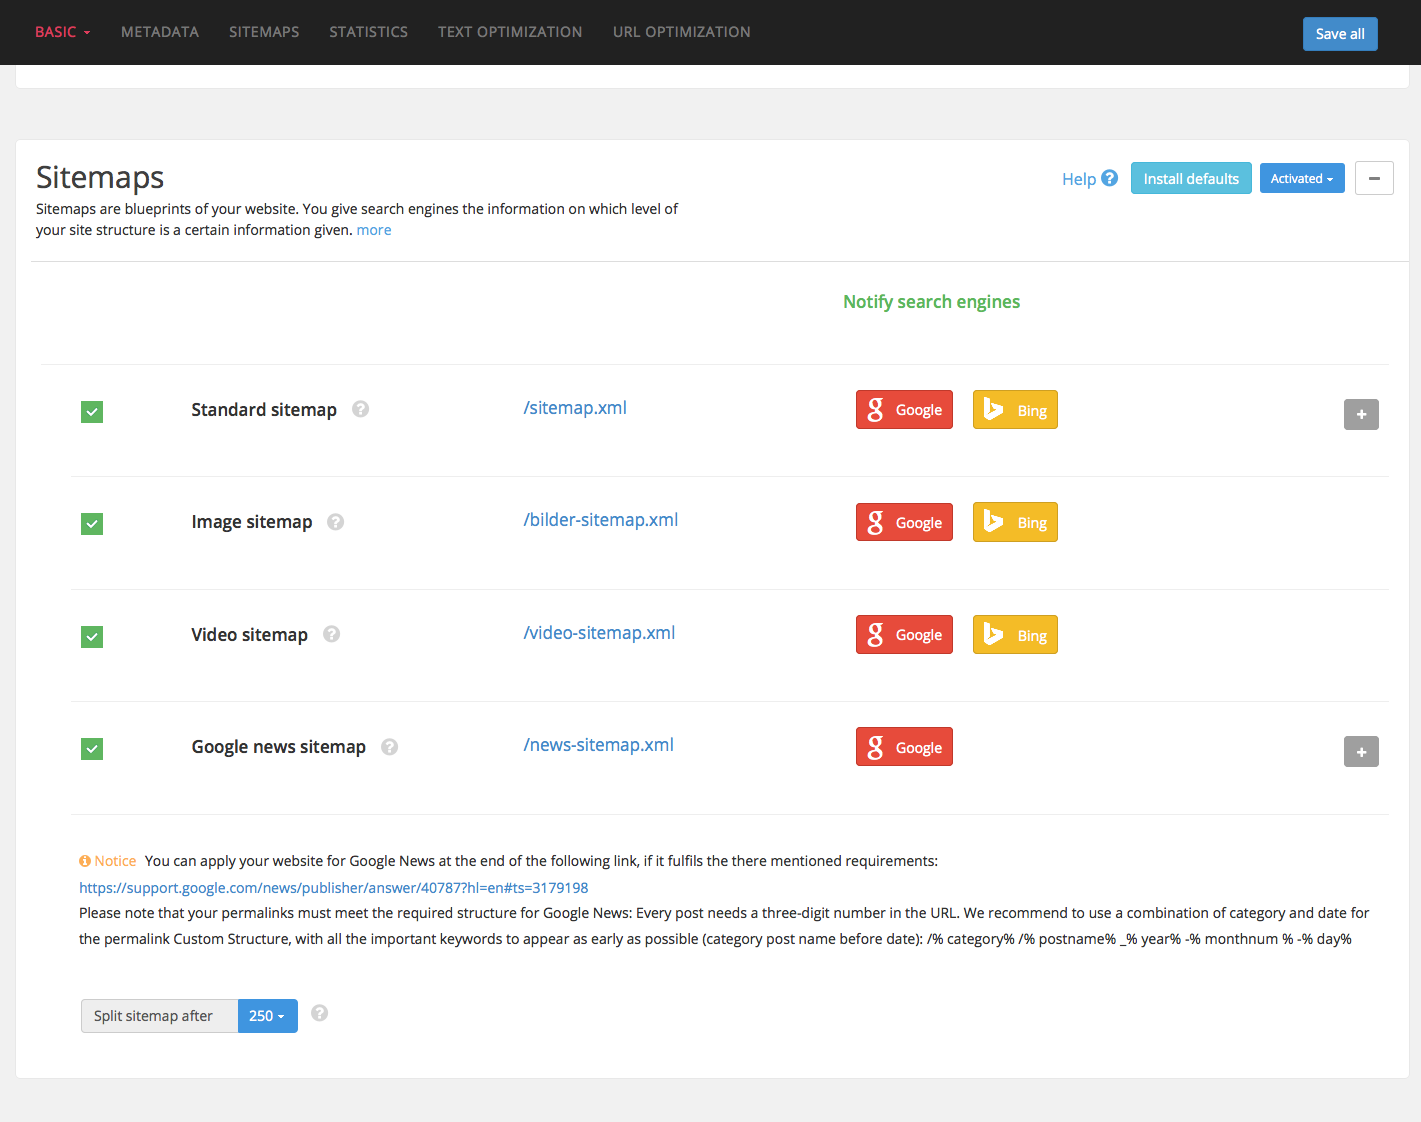 BASIC METADATA SITEMAPS STATISTICS TEXT OPTIMIZATION URL OPTIMIZATION Save all
Sitemaps
Help ? Install defaults Activated
Sitemaps are blueprints of your website. You give search engines the information on which level of
your site structure is a certain information given. more
Notify search engines
Standard sitemap ? /sitemap.xml g Google Bing +
Image sitemap ? /bilder-sitemap.xml g Google Bing
Video sitemap ? /video-sitemap.xml g Google Bing
Google news sitemap ? /news-sitemap.xml g Google +
Notice You can apply your website for Google News at the end of the following link, if it fulfils the there mentioned requirements:
https://support.google.com/news/publisher/answer/40787?hl=en#ts=3179198
Please note that your permalinks must meet the required structure for Google News: Every post needs a three-digit number in the URL. We recommend to use a combination of category and date for
the permalink Custom Structure, with all the important keywords to appear as early as possible (category post name before date): /% category% /% postname% _% year% -% monthnum % -% day%
Split sitemap after 250 ?